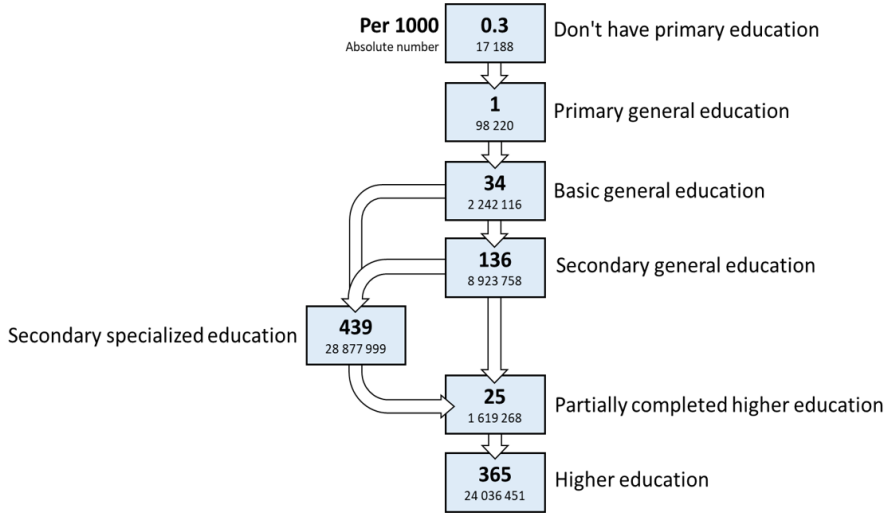 Per 1000
Absolute number
0.3
17 188
Don't have primary education
1
98 220
Primary general education
34
2 242 116
Basic general education
136
8 923 758
Secondary general education
Secondary specialized education
439
28 877 999
25
1 619 268
Partially completed higher education
365
24 036 451
Higher education